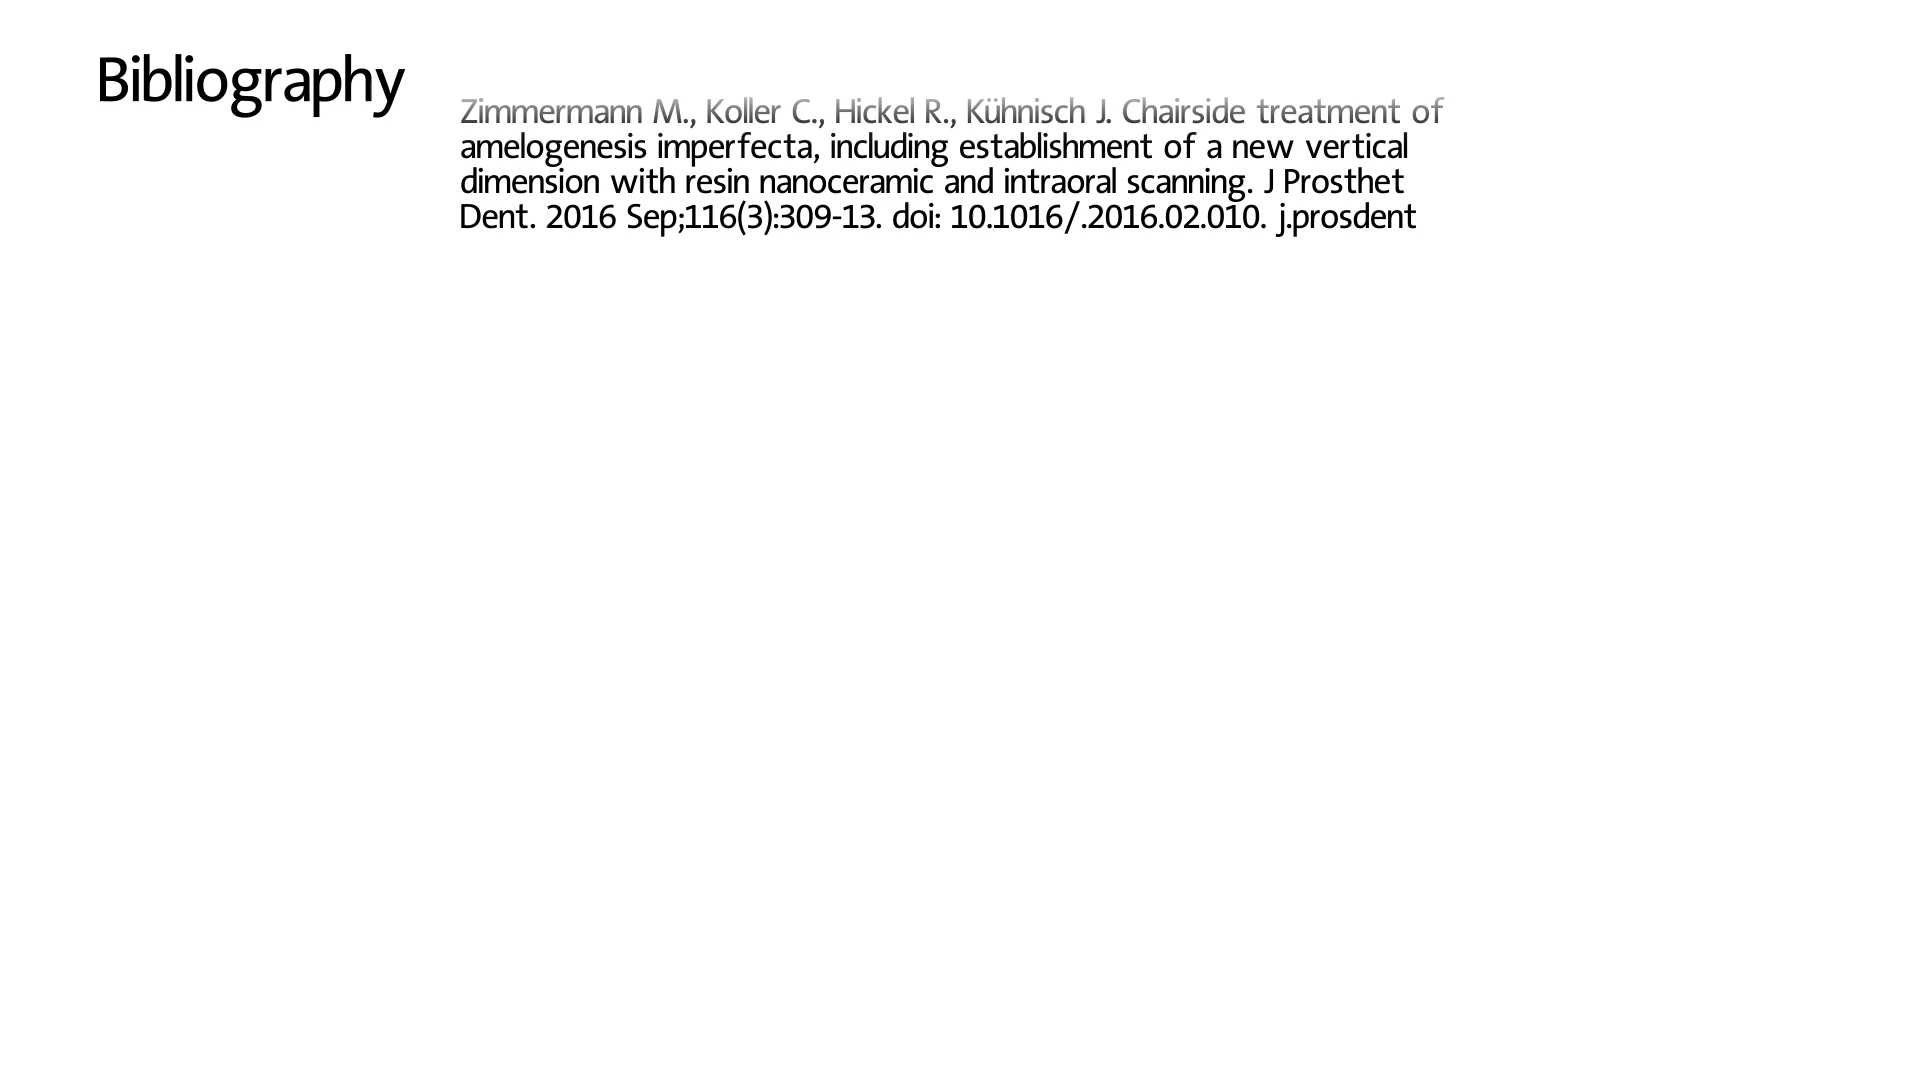 Bibliography
Zimmermann M., Koller C., Hickel R., Kühnisch J. Chairside treatment of
amelogenesis imperfecta, including establishment of a new vertical
dimension with resin nanoceramic and intraoral scanning. J Prosthet
Dent. 2016 Sep;116(3):309-13. doi: 10.1016/.2016.02.010. j.prosdent